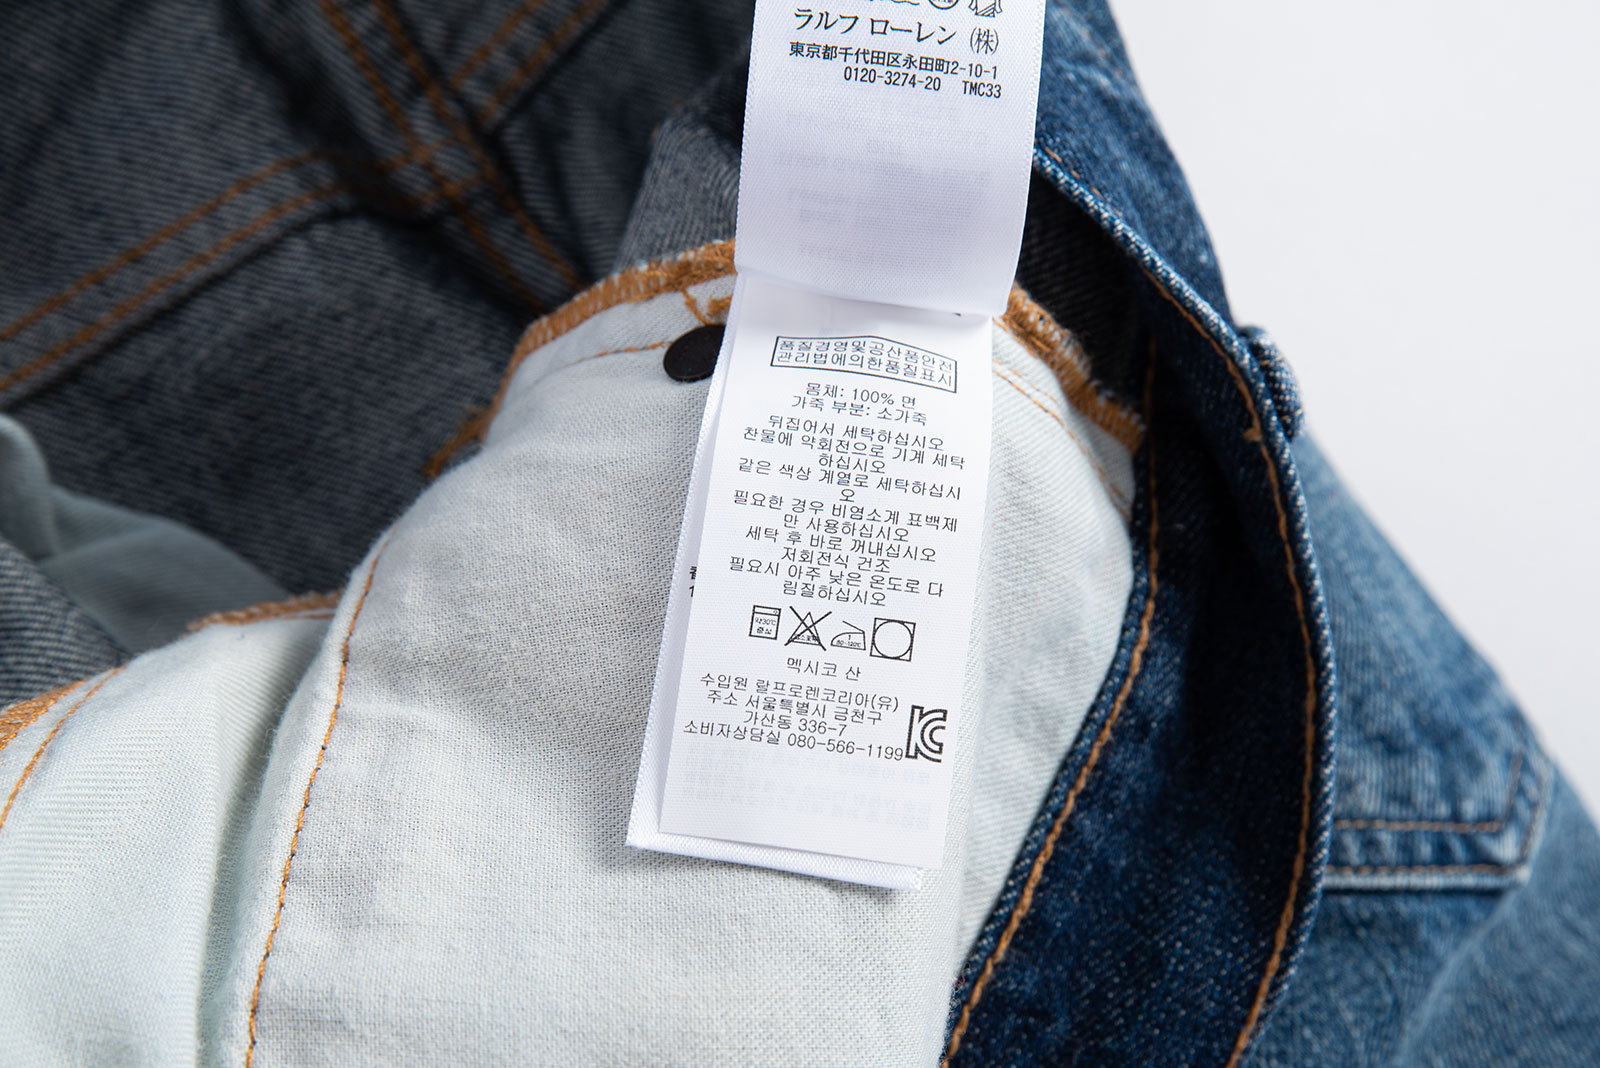 ラルフ ローレン (株)
東京都千代田区永田町2-10-1
0120-3274-20 TMC33
품질경영및공산품안전
관리법에의한품질표시
몸체: 100% 면
가죽 부분: 소가죽
뒤집어서 세탁하십시오
찬물에 약회전으로 기계 세탁
하십시오
같은 색상 계열로 세탁하십시
오
필요한 경우 비염소계 표백제
만 사용하십시오
세탁 후 바로 꺼내십시오
저회전식 건조
필요시 아주 낮은 온도로 다
림질하십시오
약30℃
중성
1
80-120℃
멕시코 산
수입원 랄프로렌코리아(유)
주소 서울특별시 금천구
가산동 336-7
소비자상담실 080-566-1199